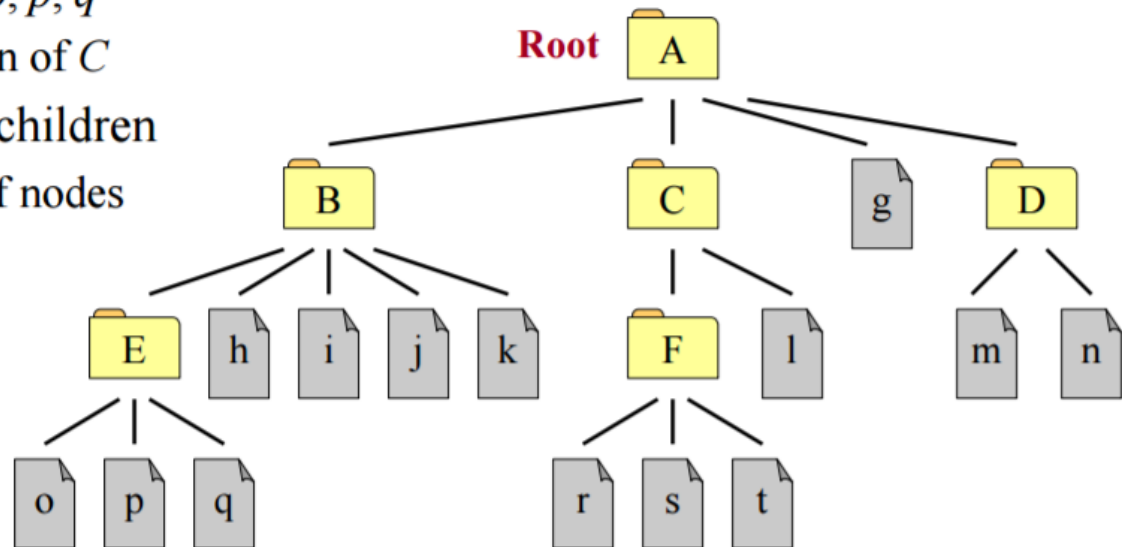 p, q
n of C
children
f nodes
Root
A
B C g D
E h i j k F l m n
o p q r s t